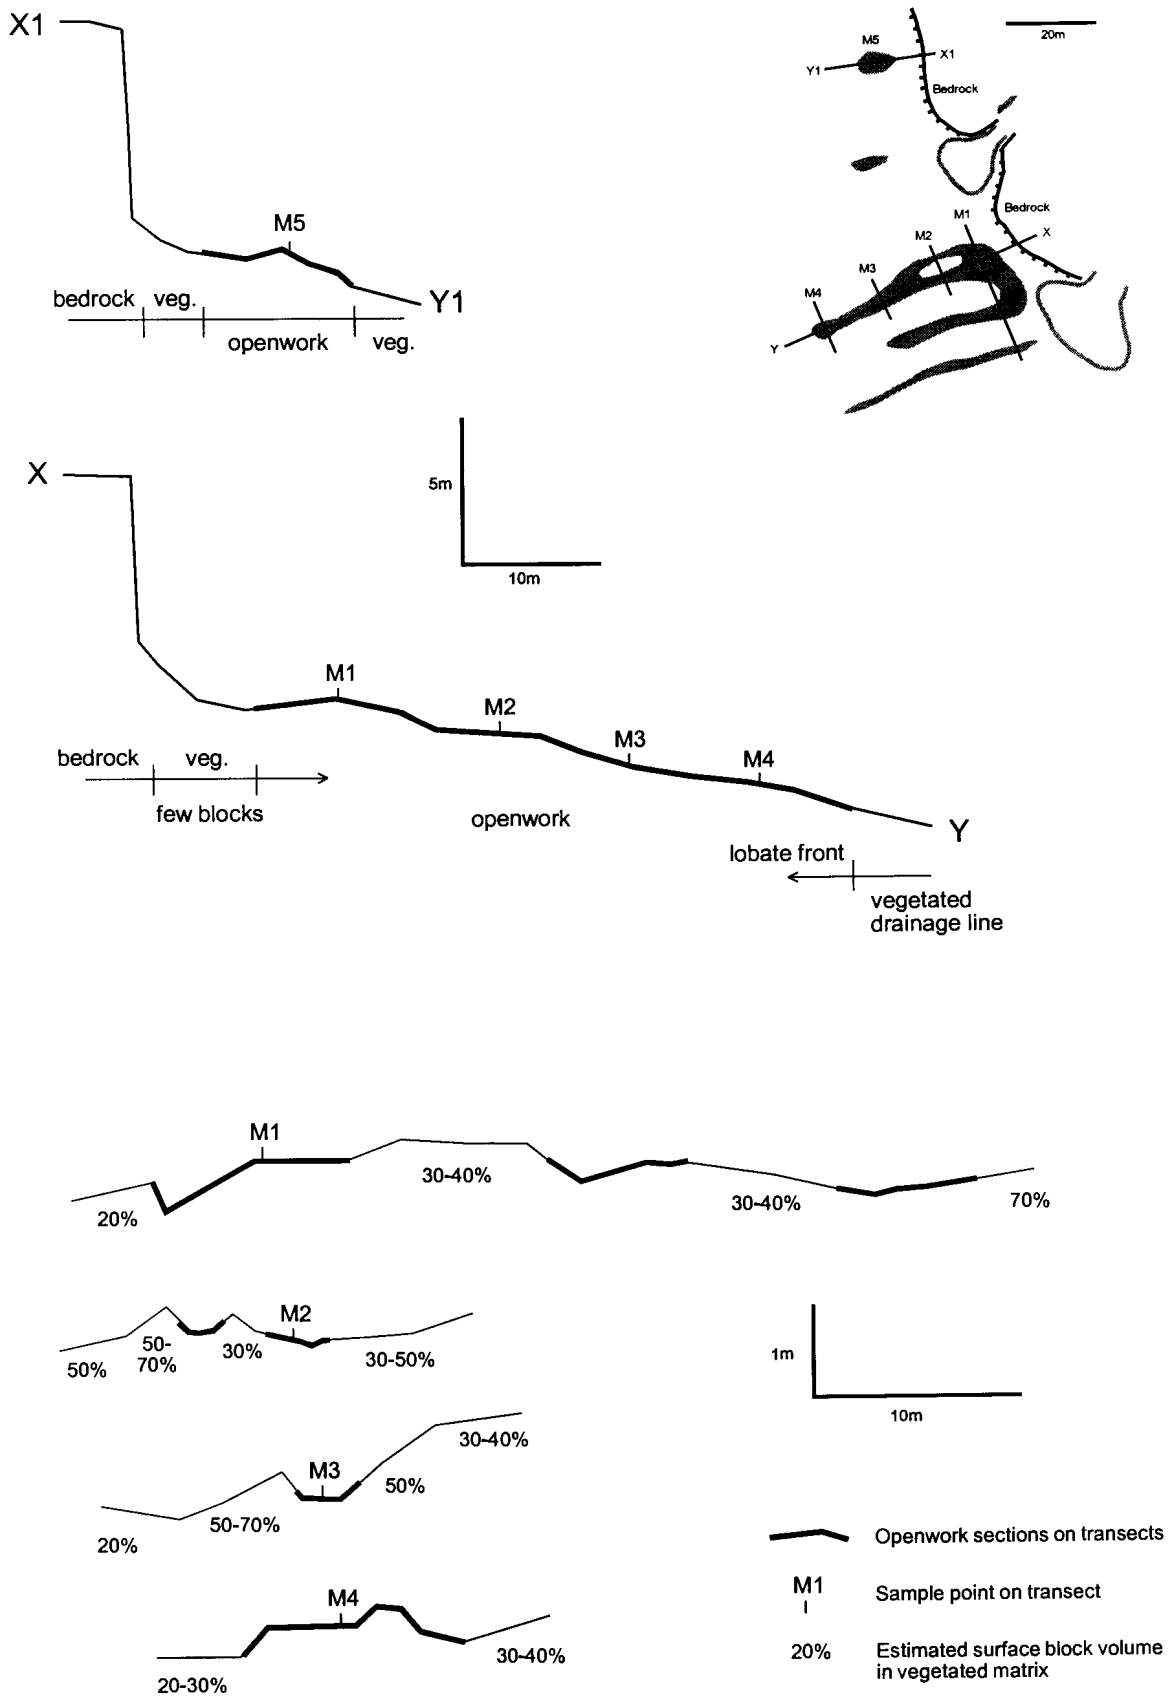 X1
M5
Y1
bedrock
veg.
openwork
veg.
20m
M5
X1
Y1
Bedrock
Bedrock
M1
X
M2
M3
M4
Y
5m
10m
X
M1
M2
M3
M4
Y
bedrock
veg.
few blocks
openwork
lobate front
vegetated
drainage line
M1
20%
30-40%
30-40%
70%
M2
50%
50-
70%
30%
30-50%
1m
10m
M3
20%
50-70%
50%
30-40%
M4
20-30%
30-40%
Openwork sections on transects
M1
Sample point on transect
20%
Estimated surface block volume
in vegetated matrix